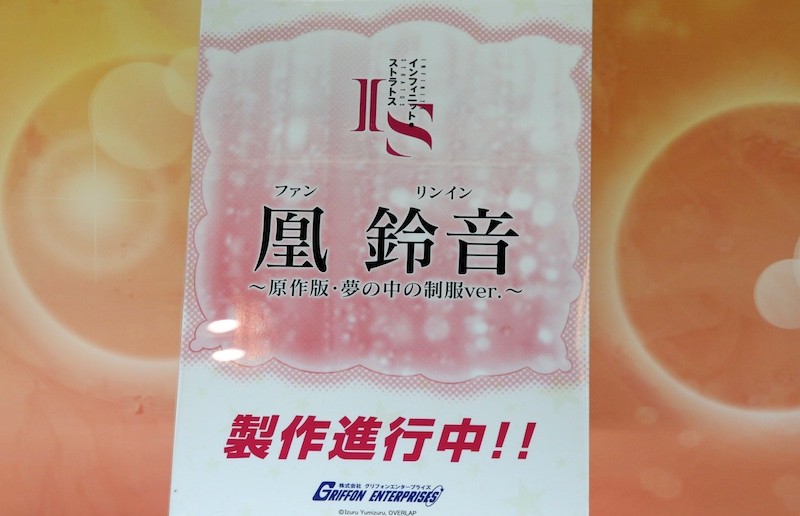 インフィニット・
ストラトス
IS
ファン リンイン
凰 鈴音
～原作版・夢の中の制服ver.～
製作進行中!!
株式会社 グリフォンエンタープライズ
GRIFFON ENTERPRISES
©Izuru Yumizuru, OVERLAP